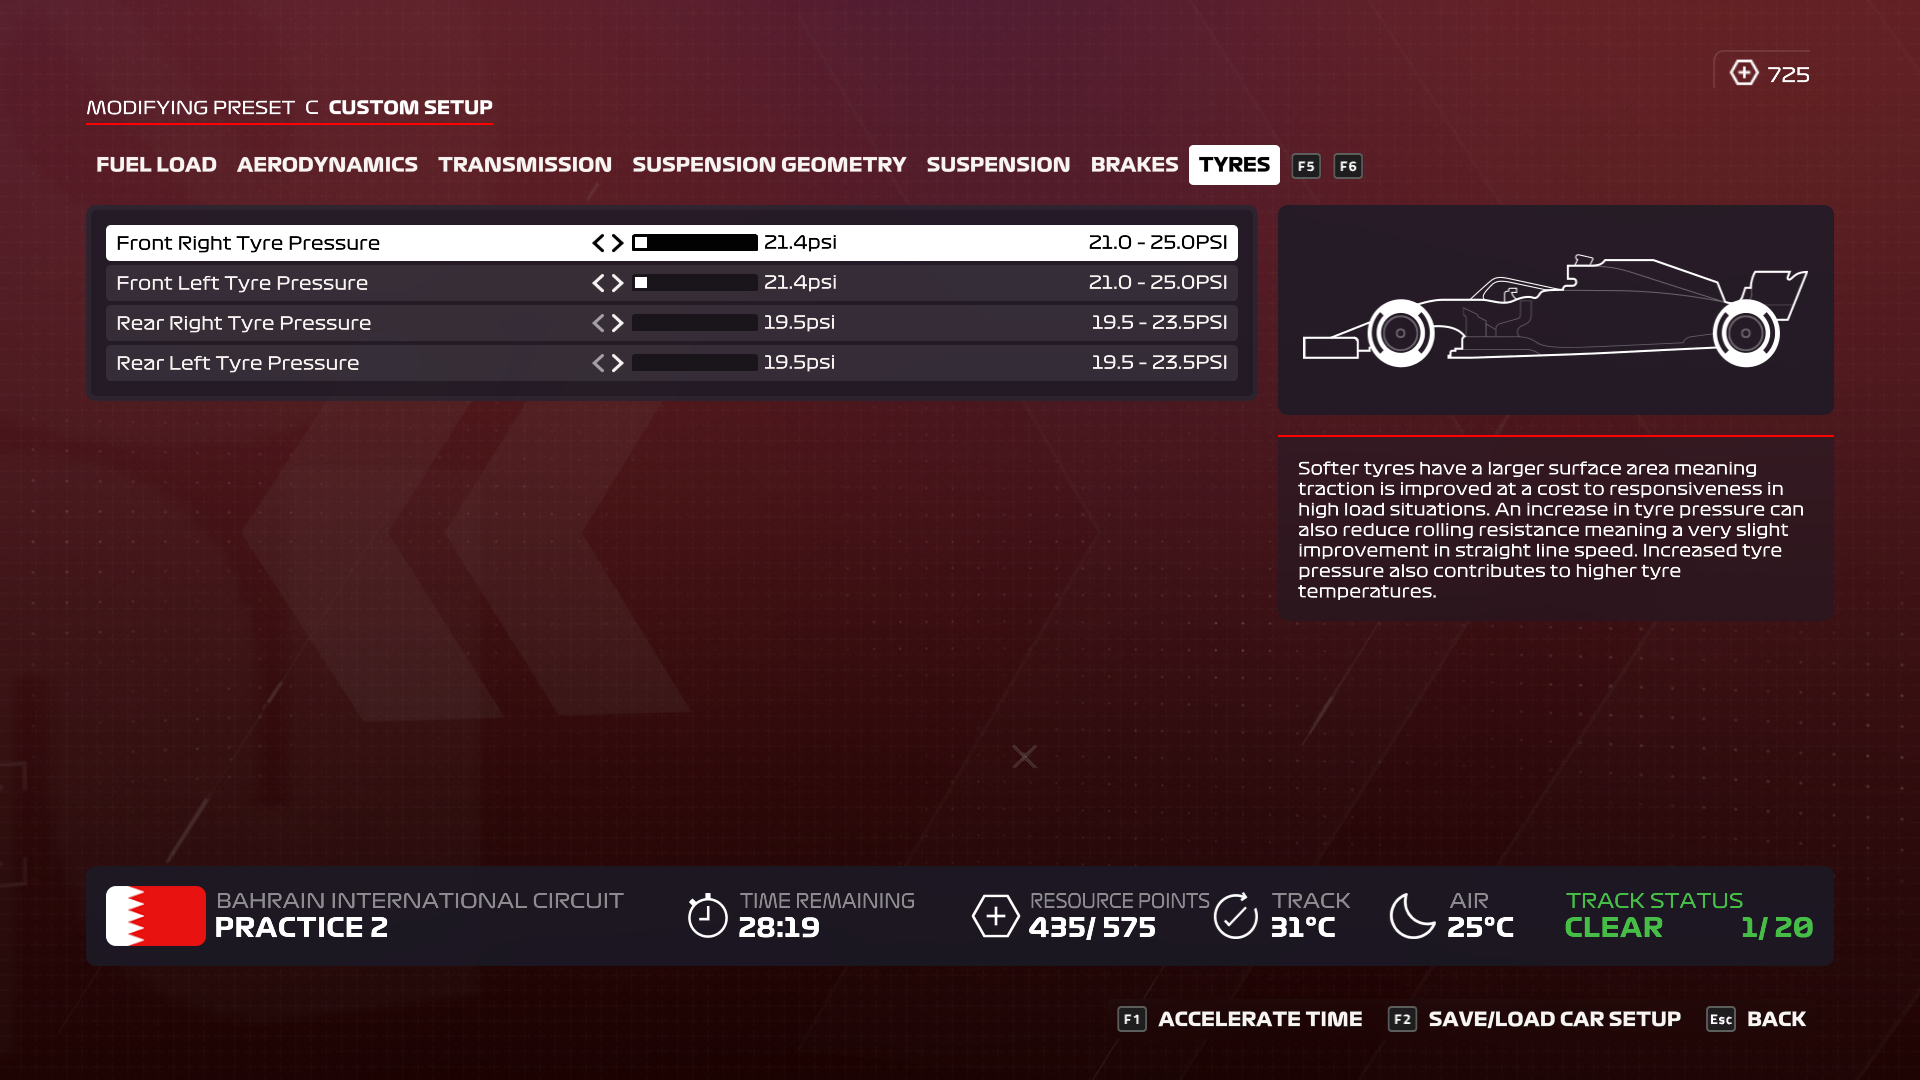 725
MODIFYING PRESET C CUSTOM SETUP
FUEL LOAD AERODYNAMICS TRANSMISSION SUSPENSION GEOMETRY SUSPENSION BRAKES TYRES F5 F6
Front Right Tyre Pressure 21.4psi 21.0 - 25.0PSI
Front Left Tyre Pressure 21.4psi 21.0 - 25.0PSI
Rear Right Tyre Pressure 19.5psi 19.5 - 23.5PSI
Rear Left Tyre Pressure 19.5psi 19.5 - 23.5PSI
Softer tyres have a larger surface area meaning
traction is improved at a cost to responsiveness in
high load situations. An increase in tyre pressure can
also reduce rolling resistance meaning a very slight
improvement in straight line speed. Increased tyre
pressure also contributes to higher tyre
temperatures.
BAHRAIN INTERNATIONAL CIRCUIT TIME REMAINING RESOURCE POINTS TRACK AIR TRACK STATUS
PRACTICE 2 28:19 435/ 575 31°C 25°C CLEAR 1/ 20
F1 ACCELERATE TIME F2 SAVE/LOAD CAR SETUP Esc BACK